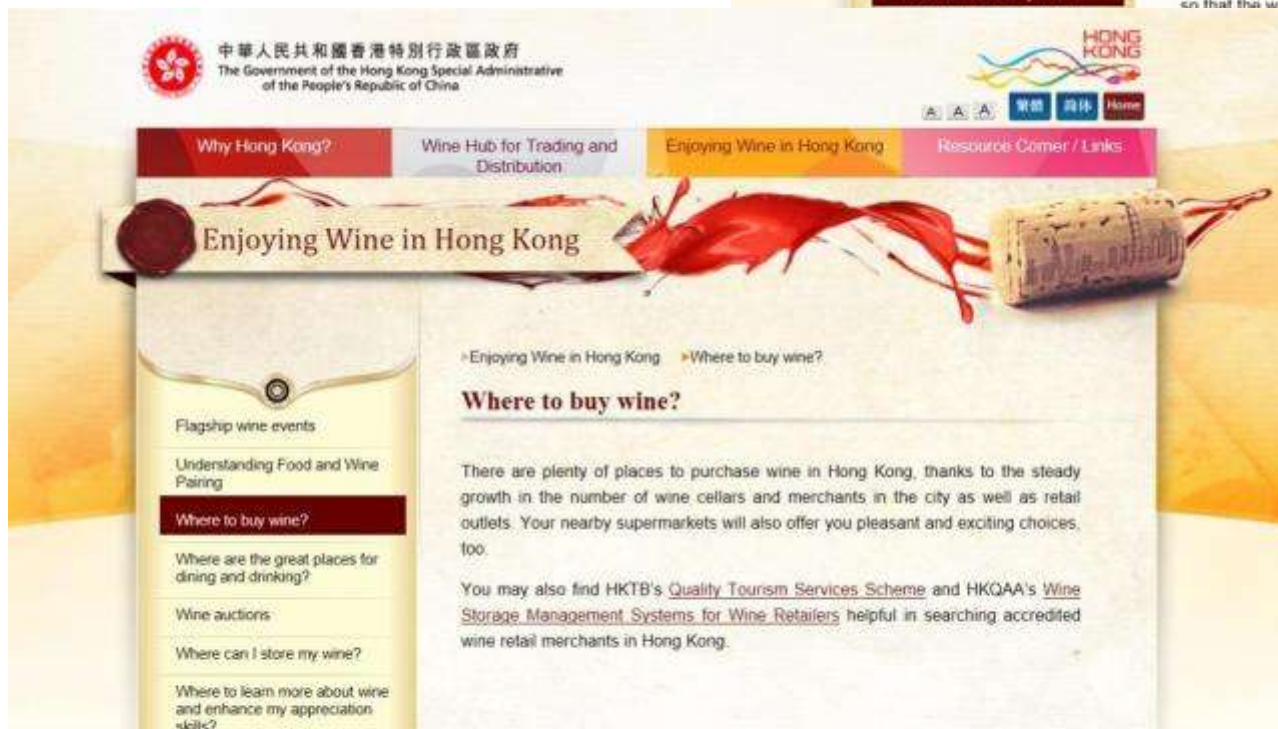 so that the w
HONG
KONG
中華人民共和國香港特別行政區政府
The Government of the Hong Kong Special Administrative
of the People's Republic of China
A A A 繁體 简体 Home
Why Hong Kong?
Wine Hub for Trading and
Distribution
Enjoying Wine in Hong Kong
Resource Corner / Links
Enjoying Wine in Hong Kong
Enjoying Wine in Hong Kong Where to buy wine?
Where to buy wine?
Flagship wine events
Understanding Food and Wine
Pairing
Where to buy wine?
Where are the great places for
dining and drinking?
Wine auctions
Where can I store my wine?
Where to learn more about wine
and enhance my appreciation
skills?
There are plenty of places to purchase wine in Hong Kong, thanks to the steady
growth in the number of wine cellars and merchants in the city as well as retail
outlets. Your nearby supermarkets will also offer you pleasant and exciting choices,
too.
You may also find HKTB's Quality Tourism Services Scheme and HKQAA's Wine
Storage Management Systems for Wine Retailers helpful in searching accredited
wine retail merchants in Hong Kong.